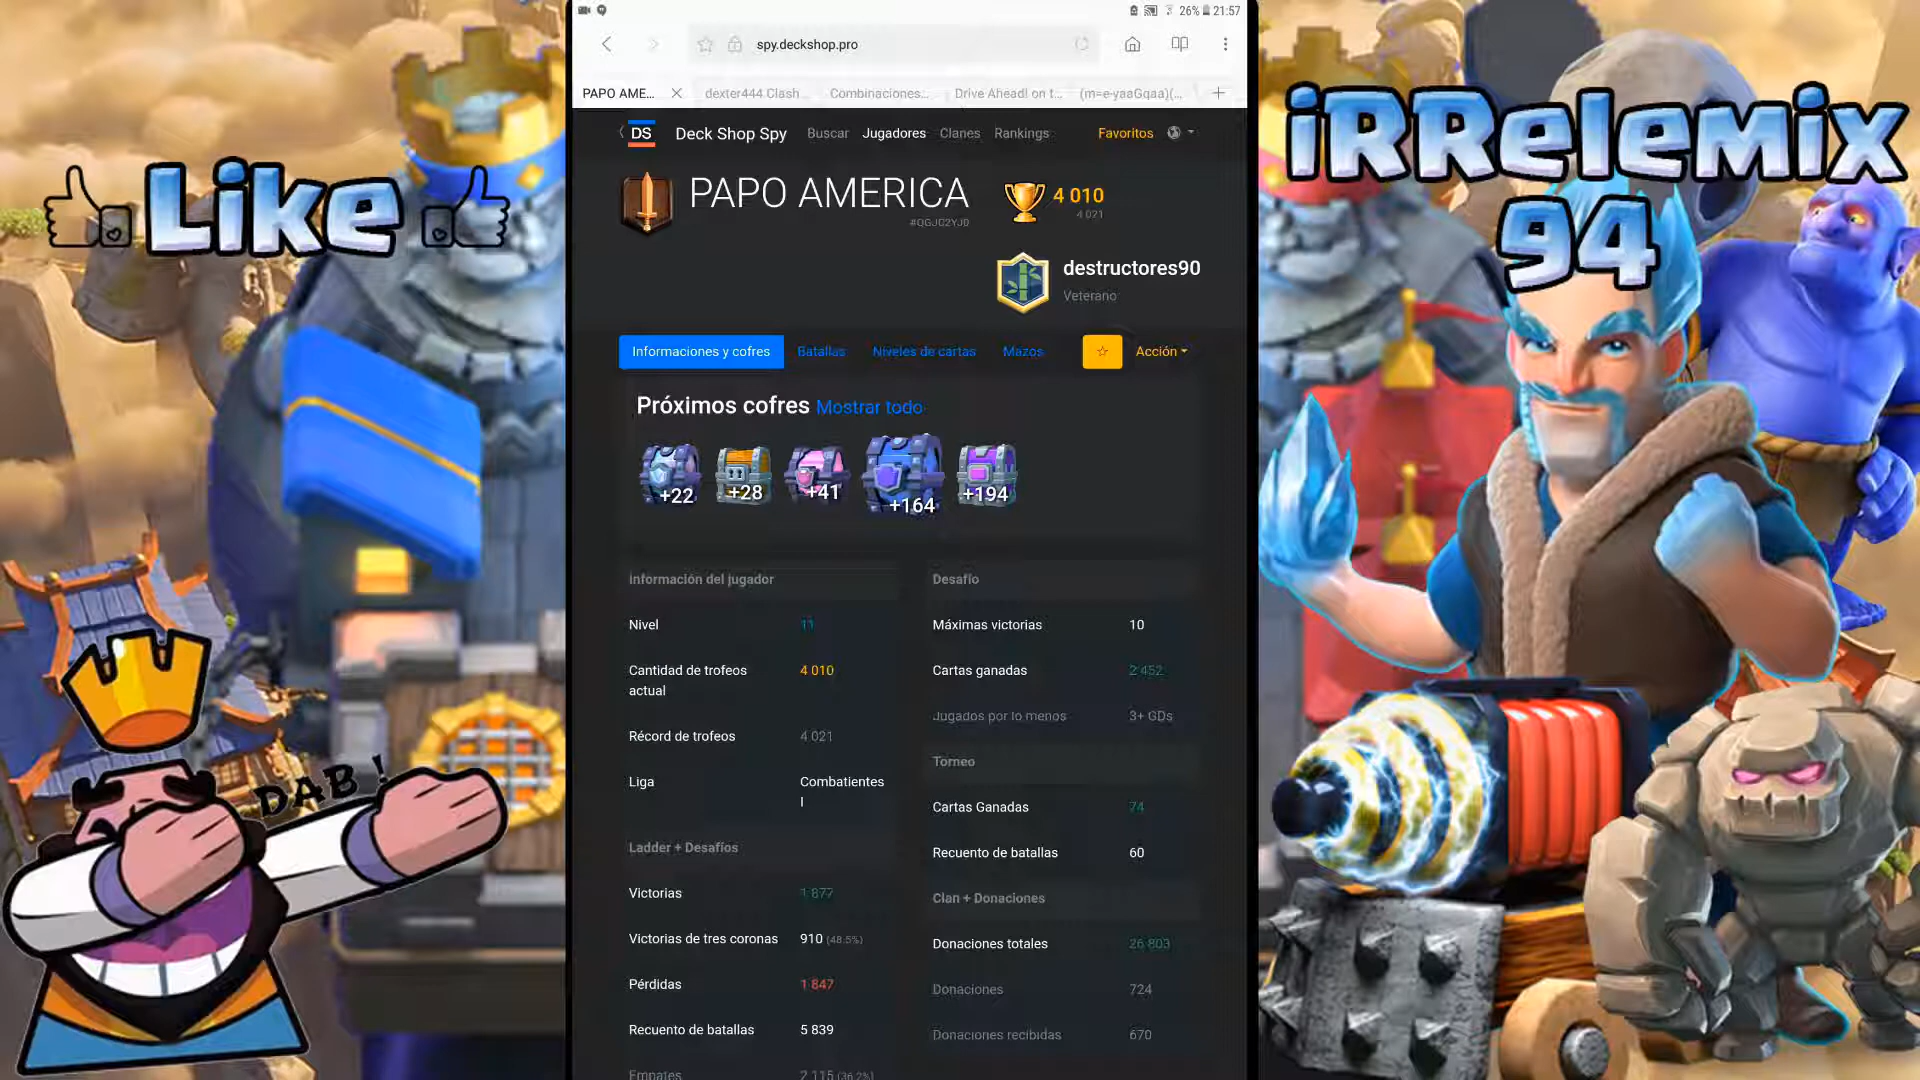 26% 21:57
spy.deckshop.pro
PAPO AME... dexter444 Clash ... Combinaciones... Drive Ahead! on t... (m=e-yaaGqaa)(...
DS Deck Shop Spy Buscar Jugadores Clanes Rankings Favoritos
PAPO AMERICA 4 010
4 021
destructores90
Veterano
Informaciones y cofres Batallas Niveles de cartas Mazos Acción
Próximos cofres Mostrar todo
+22 +28 +41 +164 +194
Información del jugador
Nivel 11
Cantidad de trofeos actual 4 010
Récord de trofeos 4 021
Liga Combatientes I
Ladder + Desafíos
Victorias 1 877
Victorias de tres coronas 910 (48.5%)
Pérdidas 1 847
Recuento de batallas 5 839
Empates 2 115 (36.2%)
Desafío
Máximas victorias 10
Cartas ganadas 2 452
Jugados por lo menos 3+ GDs
Torneo
Cartas Ganadas 74
Recuento de batallas 60
Clan + Donaciones
Donaciones totales 26 803
Donaciones 724
Donaciones recibidas 670
Like
DAB !
iRRelemix
94